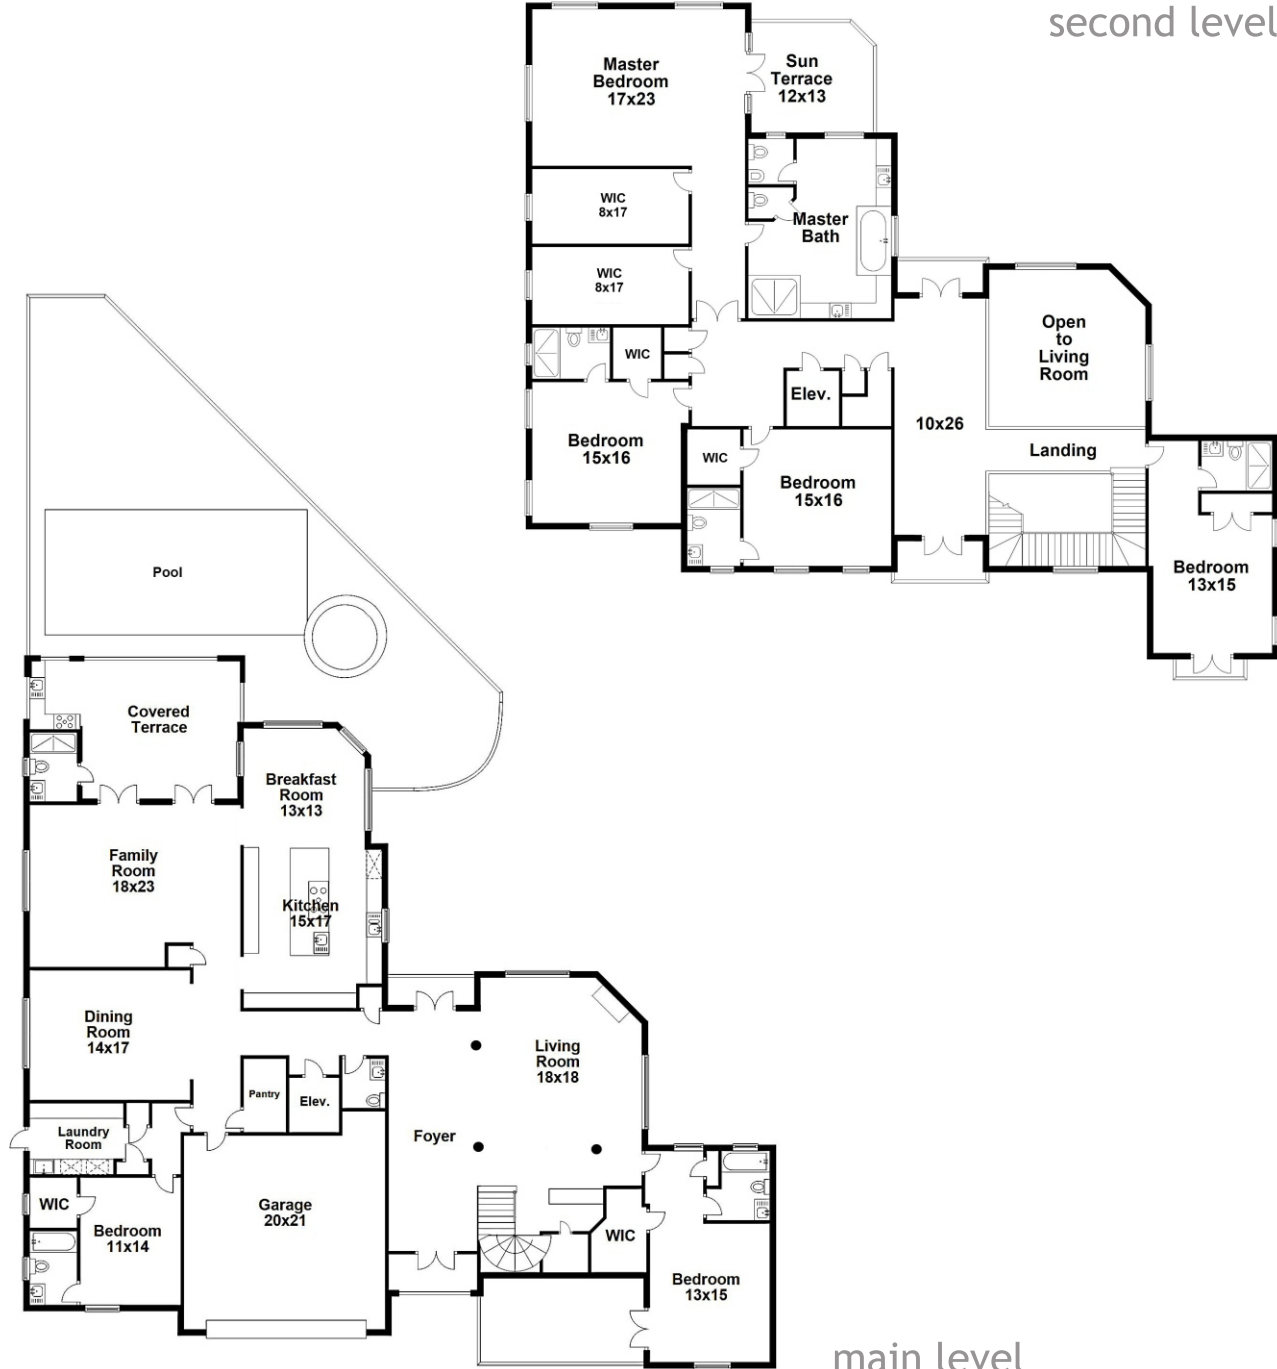 second level
Master
Bedroom
17x23
Sun
Terrace
12x13
WIC
8x17
Master
Bath
WIC
8x17
Open
to
Living
Room
WIC
Elev.
10x26
Bedroom
15x16
Landing
WIC
Bedroom
15x16
Bedroom
13x15
Pool
Covered
Terrace
Breakfast
Room
13x13
Family
Room
18x23
Kitchen
15x17
Dining
Room
14x17
Living
Room
18x18
Pantry
Elev.
Laundry
Room
Foyer
WIC
Bedroom
11x14
Garage
20x21
WIC
Bedroom
13x15
main level